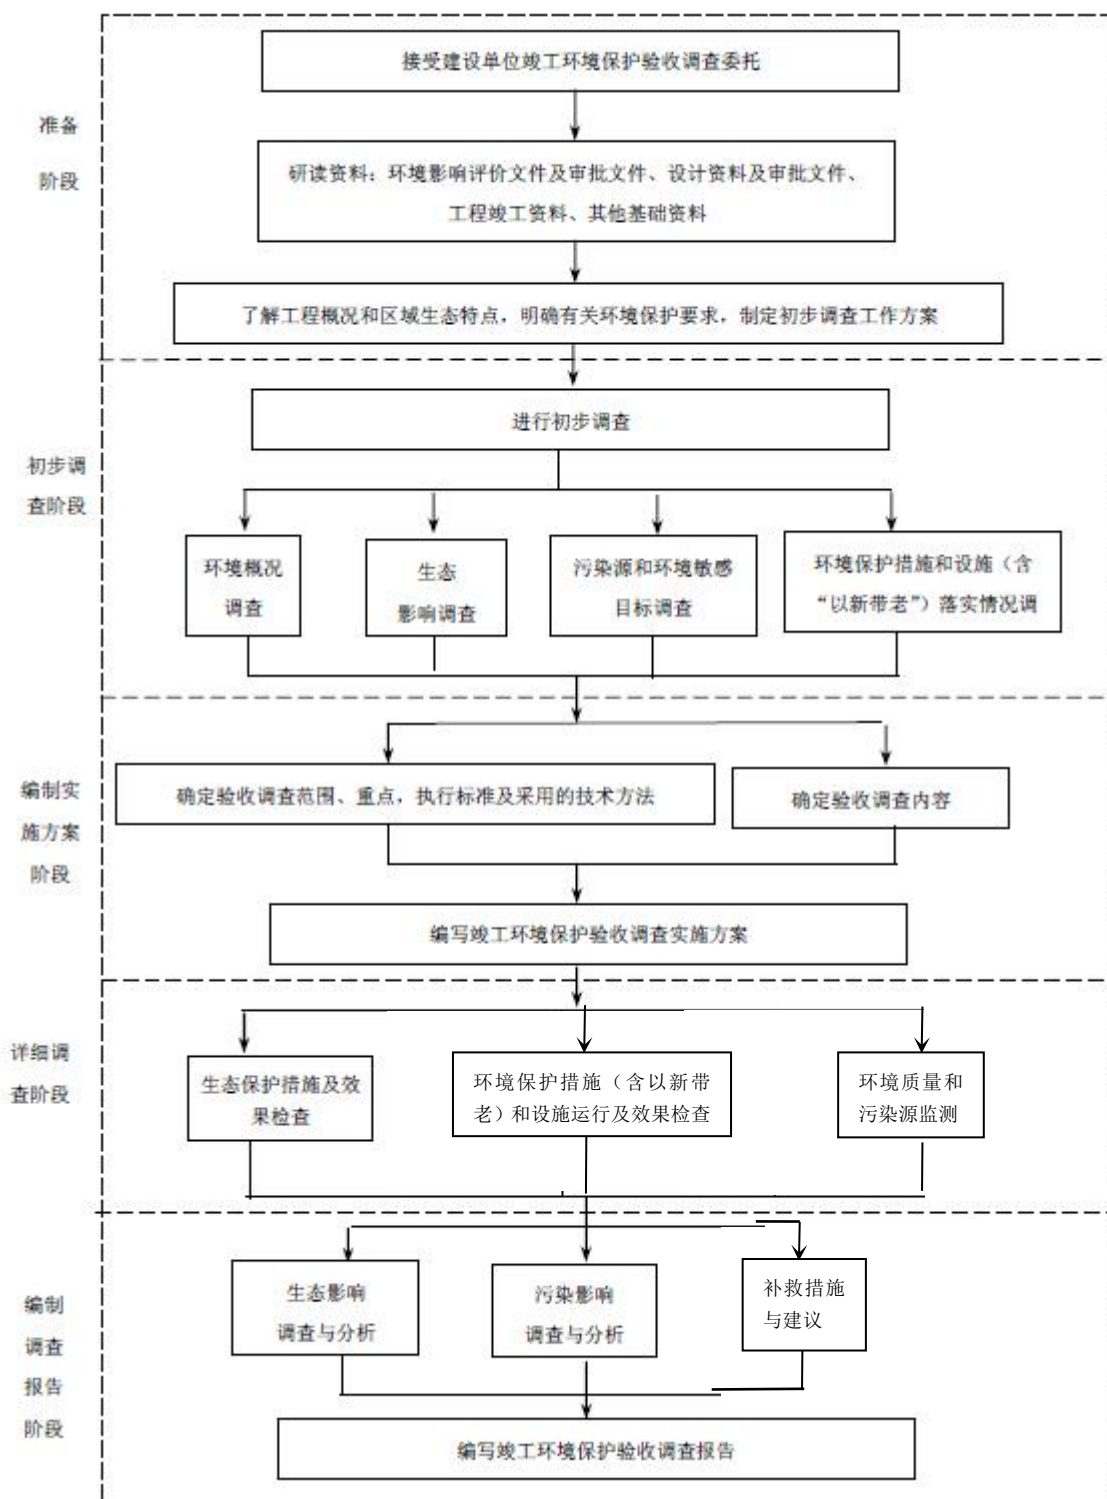 接受建设单位竣工环境保护验收调查委托
准备
阶段
研读资料：环境影响评价文件及审批文件、设计资料及审批文件、
工程竣工资料、其他基础资料
了解工程概况和区域生态特点，明确有关环境保护要求，制定初步调查工作方案
进行初步调查
初步调
查阶段
环境概况
调查
生态
影响调查
污染源和环境敏感
目标调查
环境保护措施和设施（含
“以新带老”）落实情况调
编制实
施方案
阶段
确定验收调查范围、重点，执行标准及采用的技术方法
确定验收调查内容
编写竣工环境保护验收调查实施方案
详细调
查阶段
生态保护措施及效
果检查
环境保护措施（含以新带
老）和设施运行及效果检查
环境质量和
污染源监测
编制
调查
报告
阶段
生态影响
调查与分析
污染影响
调查与分析
补救措施
与建议
编写竣工环境保护验收调查报告